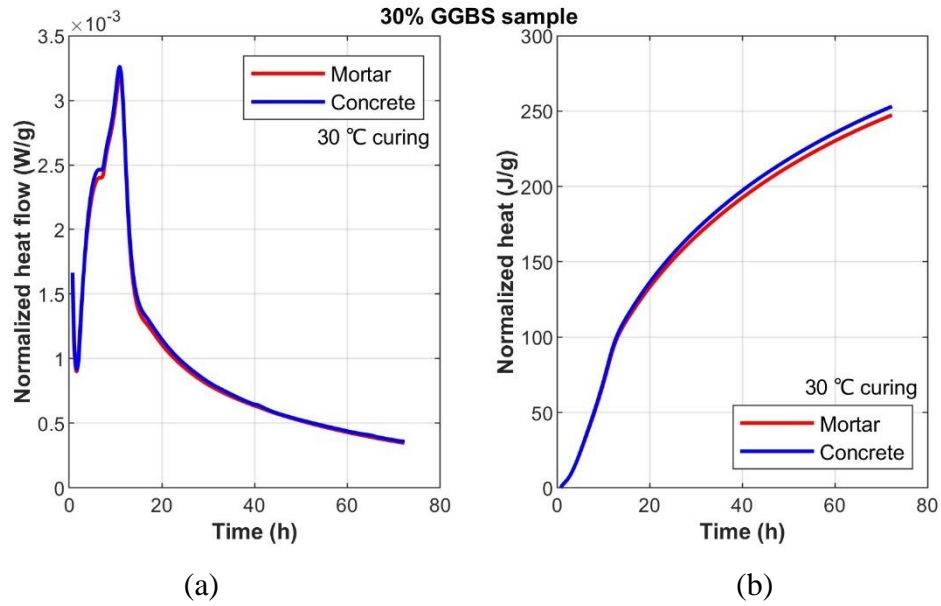 30% GGBS sample
×10⁻³
3.5
3
2.5
2
1.5
1
0.5
0
Normalized heat flow (W/g)
Mortar
Concrete
30 ℃ curing
0 20 40 60 80
Time (h)
(a)
300
250
200
150
100
50
0
Normalized heat (J/g)
30 ℃ curing
Mortar
Concrete
0 20 40 60 80
Time (h)
(b)